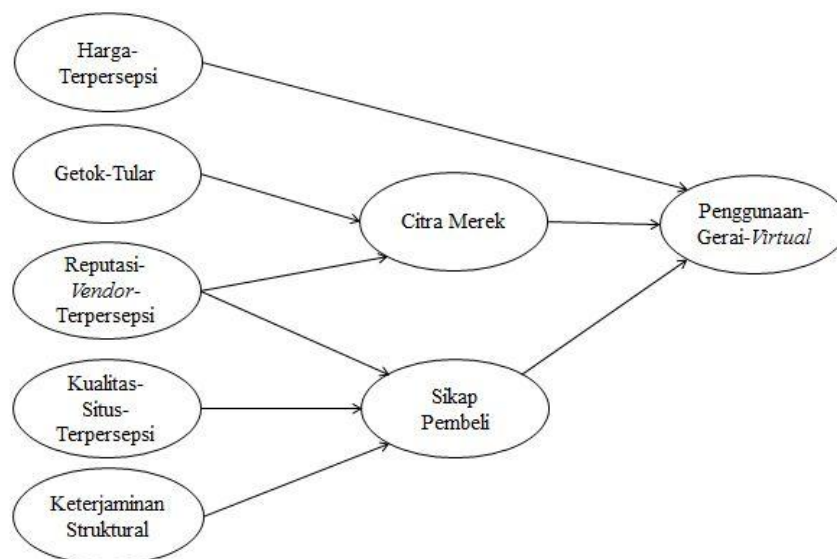 Harga-
Terpersepsi
Getok-Tular
Citra Merek
Penggunaan-
Gerai-Virtual
Reputasi-
Vendor-
Terpersepsi
Kualitas-
Situs-
Terpersepsi
Sikap
Pembeli
Keterjaminan
Struktural